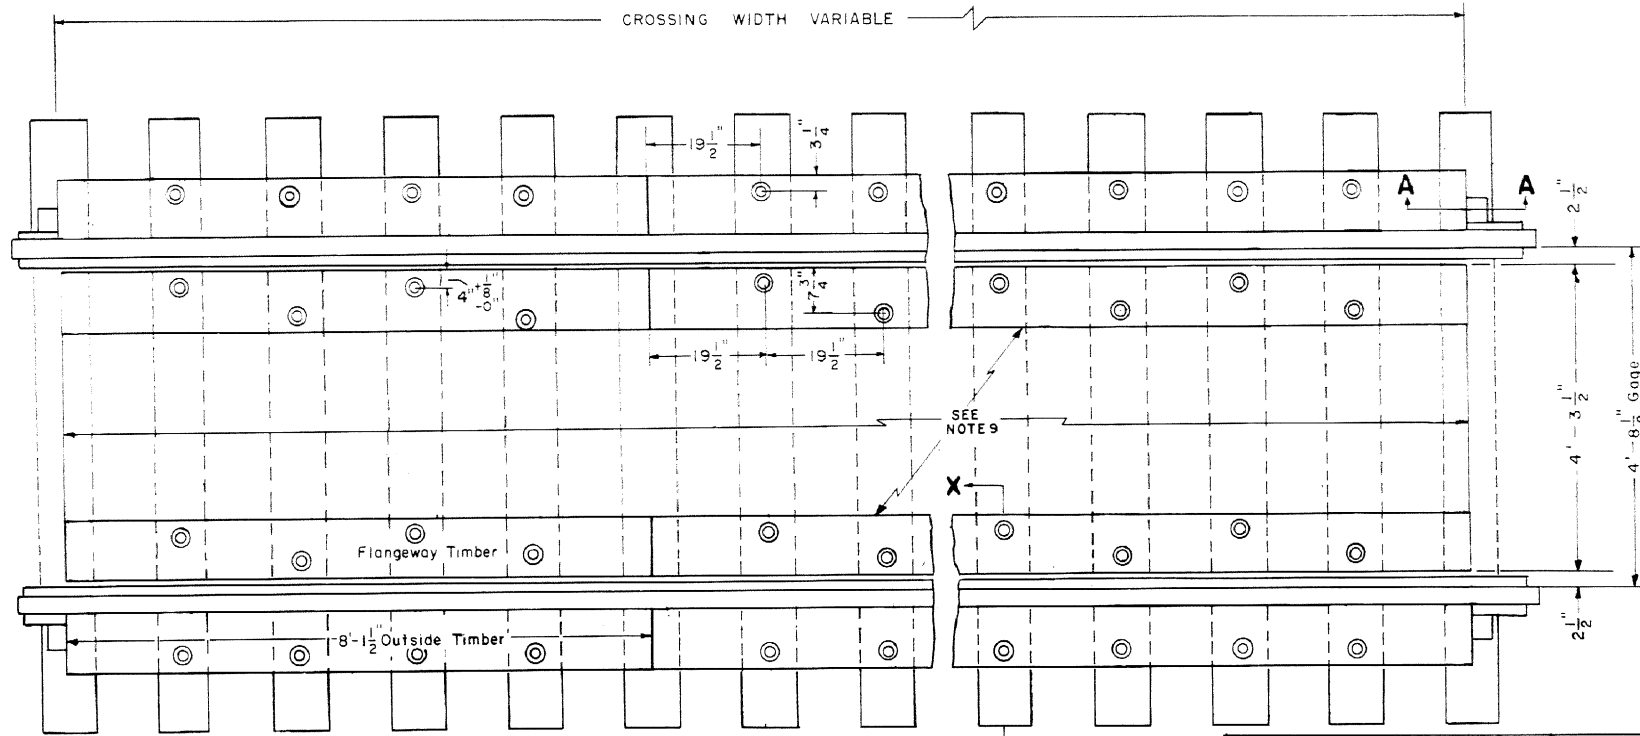 CROSSING WIDTH VARIABLE
19 1/2"
3 1/4"
A A
2 1/2"
4" +1/8" -0"
7 3/4"
19 1/2" 19 1/2"
SEE
NOTE 9
4' - 3 1/2"
4' - 8 1/2" Gage
X
Flangeway Timber
8'-1 1/2" Outside Timber
2 1/2"